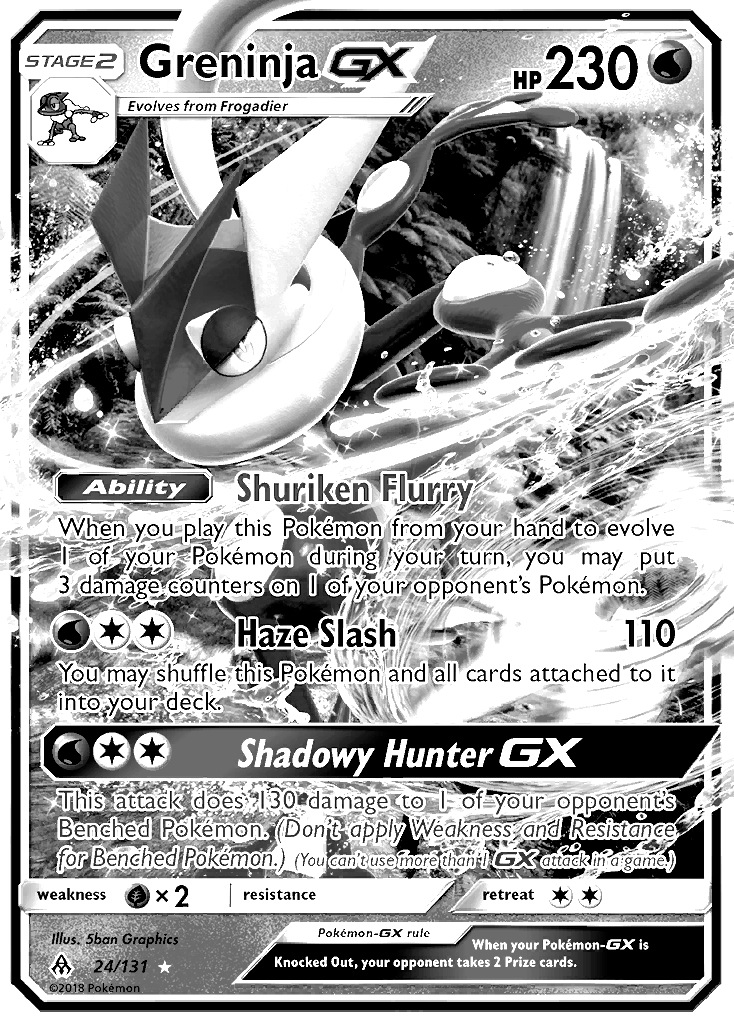 STAGE 2 Greninja GX HP 230
Evolves from Frogadier
Ability Shuriken Flurry
When you play this Pokémon from your hand to evolve
1 of your Pokémon during your turn, you may put
3 damage counters on 1 of your opponent's Pokémon.
Haze Slash 110
You may shuffle this Pokémon and all cards attached to it
into your deck.
Shadowy Hunter GX
This attack does 130 damage to 1 of your opponent's
Benched Pokémon. (Don't apply Weakness and Resistance
for Benched Pokémon.) (You can't use more than 1 GX attack in a game.)
weakness ×2 resistance retreat
Illus. 5ban Graphics
Pokémon-GX rule
When your Pokémon-GX is
Knocked Out, your opponent takes 2 Prize cards.
24/131
©2018 Pokémon